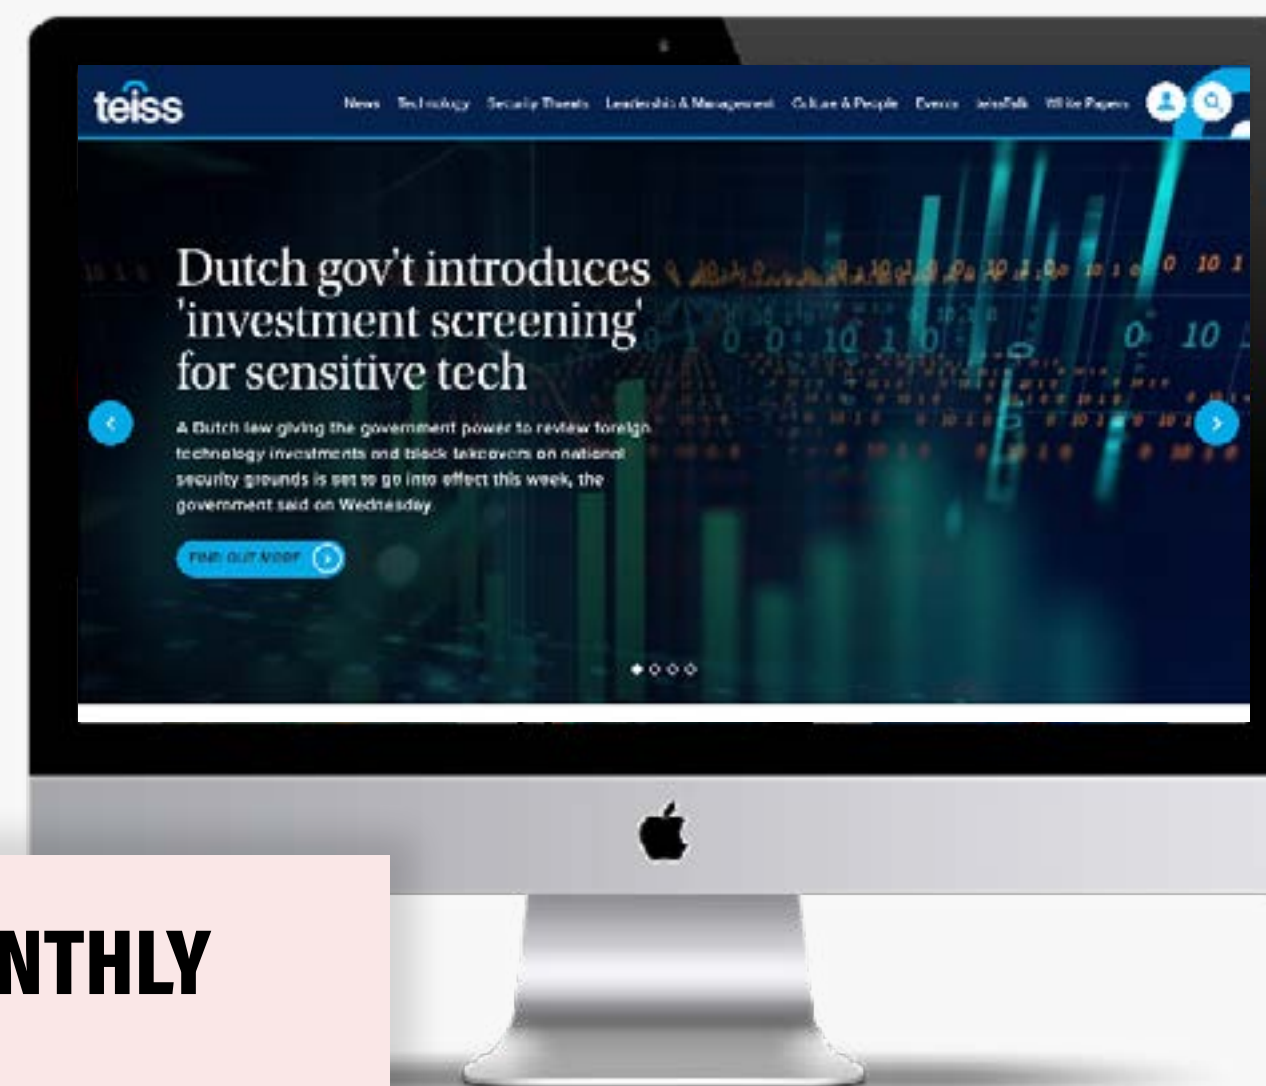 teiss
News Technology Security Threats Leadership & Management Culture & People Events teissTalk White Papers
Dutch gov't introduces
'investment screening'
for sensitive tech
A Dutch law giving the government power to review foreign
technology investments and block takeovers on national
security grounds is set to go into effect this week, the
government said on Wednesday.
FIND OUT MORE
NTHLY